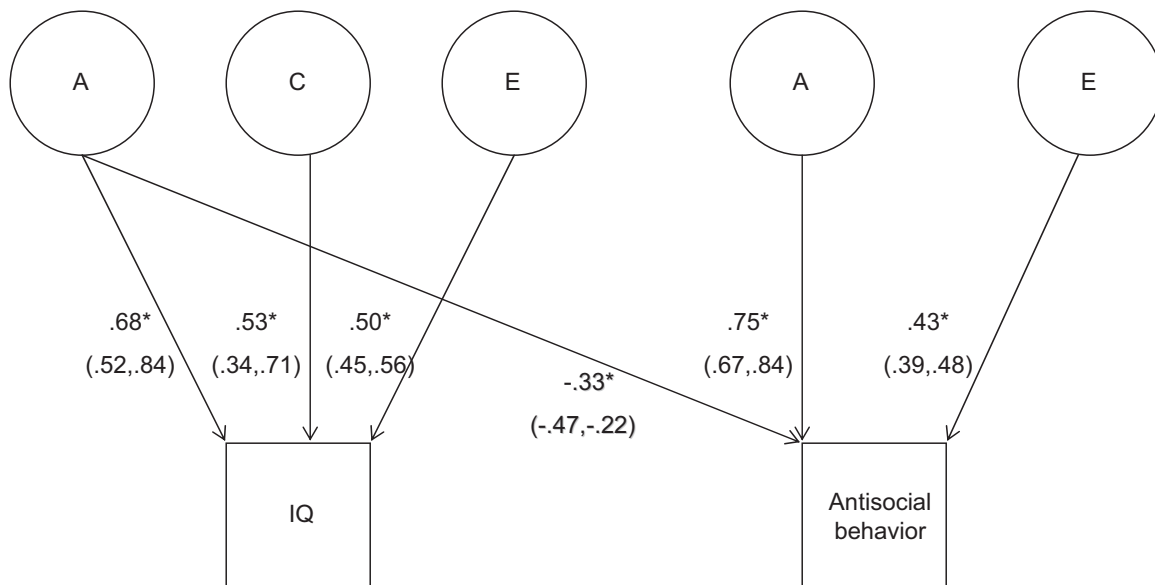 A C E A E
.68* .53* .50* .75* .43*
(.52,.84) (.34,.71) (.45,.56) (.67,.84) (.39,.48)
-.33*
(-.47,-.22)
IQ
Antisocial
behavior